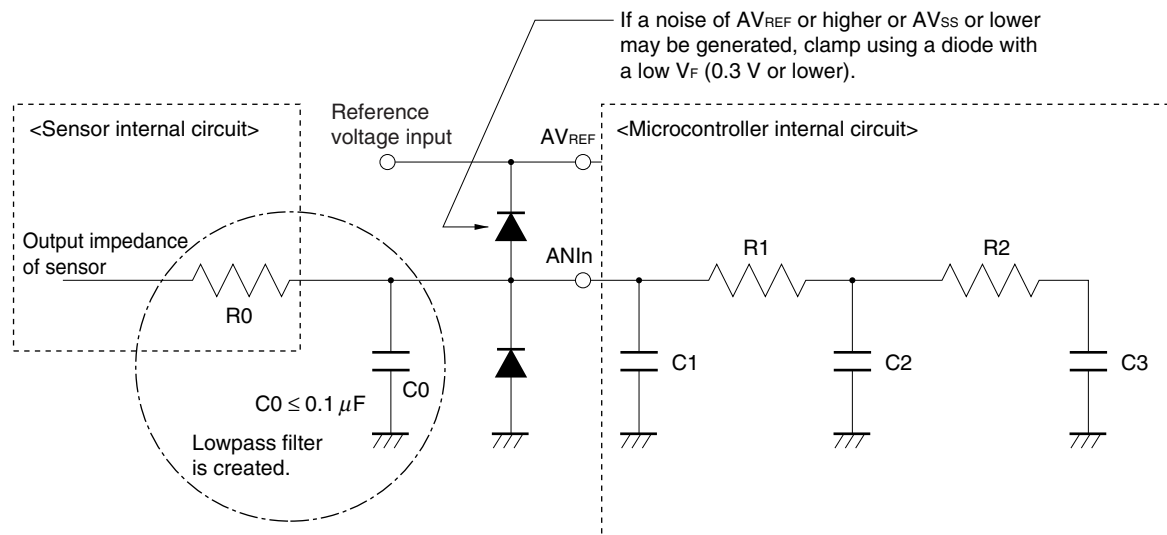 If a noise of AVREF or higher or AVSS or lower
may be generated, clamp using a diode with
a low VF (0.3 V or lower).
<Sensor internal circuit>
Reference
voltage input
AVREF
<Microcontroller internal circuit>
Output impedance
of sensor
R0
ANIn
R1
R2
C0
C0 ≤ 0.1 μF
C1
C2
C3
Lowpass filter
is created.